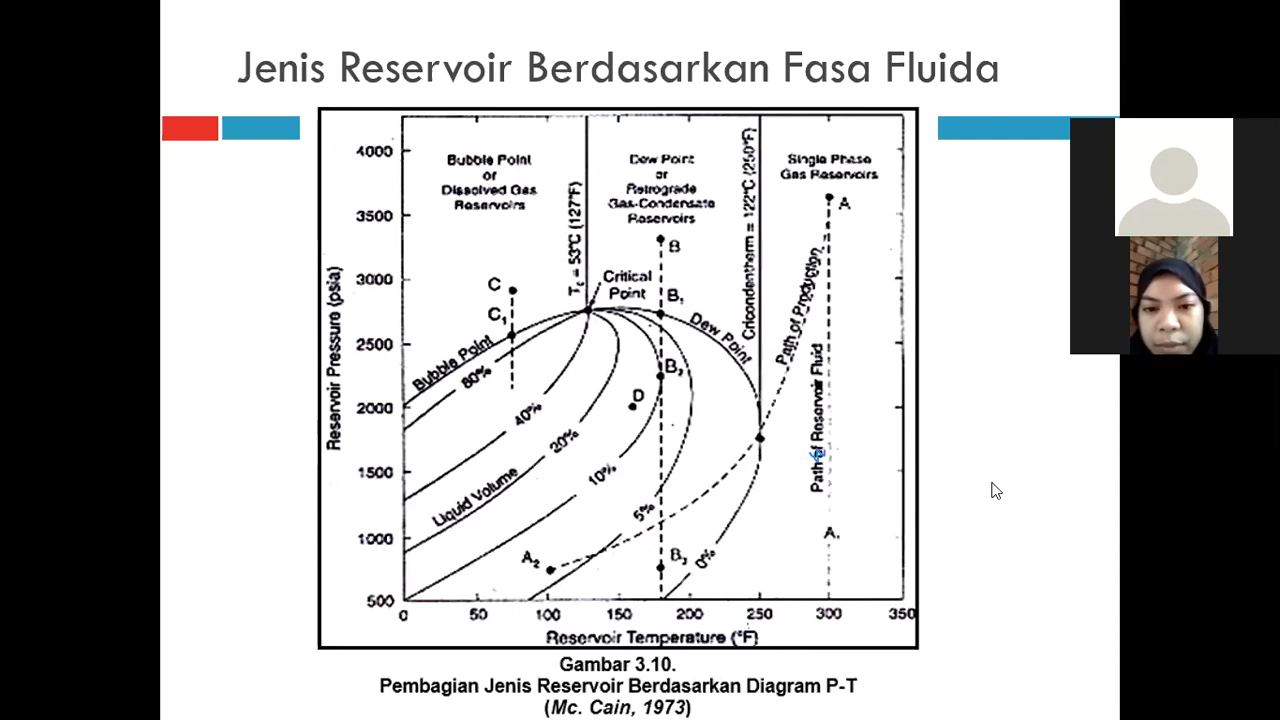 Jenis Reservoir Berdasarkan Fasa Fluida
Bubble Point
or
Dissolved Gas
Reservoirs
Dew Point
or
Retrograde
Gas-Condensate
Reservoirs
Single Phase
Gas Reservoirs
Tc = 53°C (127°F)
Cricondentherm = 122°C (250°F)
Critical
Point
A
B
B1
B2
B3
C
C1
D
A2
A1
Bubble Point
Dew Point
Path of Production
Path of Reservoir Fluid
Liquid Volume
80%
40%
20%
10%
5%
0%
Reservoir Pressure (psia)
4000
3500
3000
2500
2000
1500
1000
500
0
50
100
150
200
250
300
350
Reservoir Temperature (°F)
Gambar 3.10.
Pembagian Jenis Reservoir Berdasarkan Diagram P-T
(Mc. Cain, 1973)